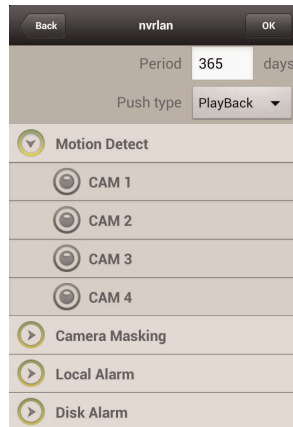 Back nvrlan OK
Period 365 days
Push type PlayBack
Motion Detect
CAM 1
CAM 2
CAM 3
CAM 4
Camera Masking
Local Alarm
Disk Alarm